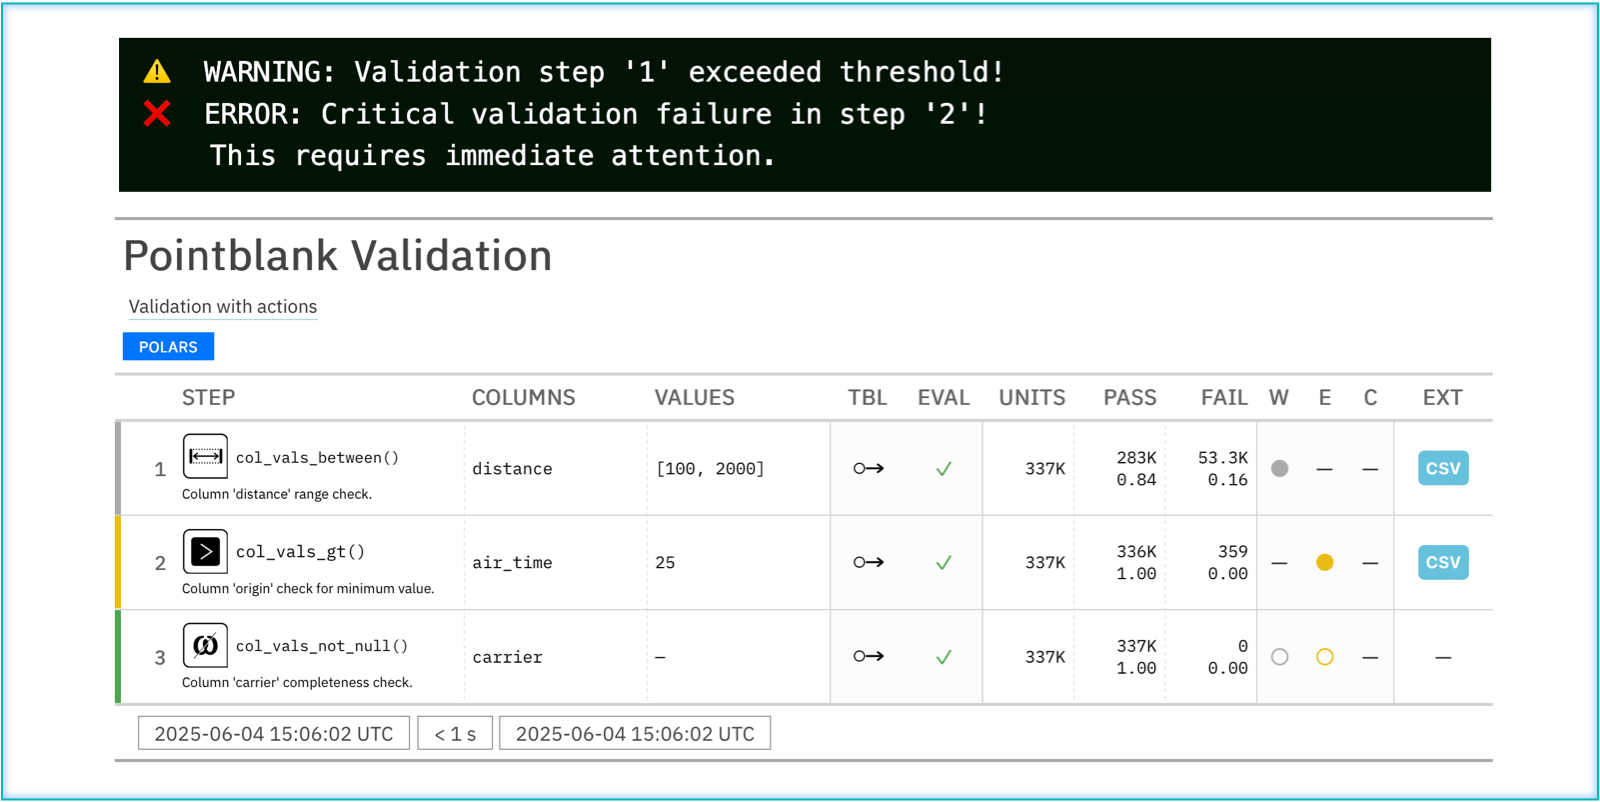 WARNING: Validation step '1' exceeded threshold!
ERROR: Critical validation failure in step '2'!
This requires immediate attention.
Pointblank Validation
Validation with actions
POLARS
STEP COLUMNS VALUES TBL EVAL UNITS PASS FAIL W E C EXT
1 col_vals_between() distance [100, 2000] ✓ 337K 283K 0.84 53.3K 0.16 — — CSV
Column 'distance' range check.
2 col_vals_gt() air_time 25 ✓ 337K 336K 1.00 359 0.00 — — CSV
Column 'origin' check for minimum value.
3 col_vals_not_null() carrier — ✓ 337K 337K 1.00 0 0.00 — —
Column 'carrier' completeness check.
2025-06-04 15:06:02 UTC < 1 s 2025-06-04 15:06:02 UTC